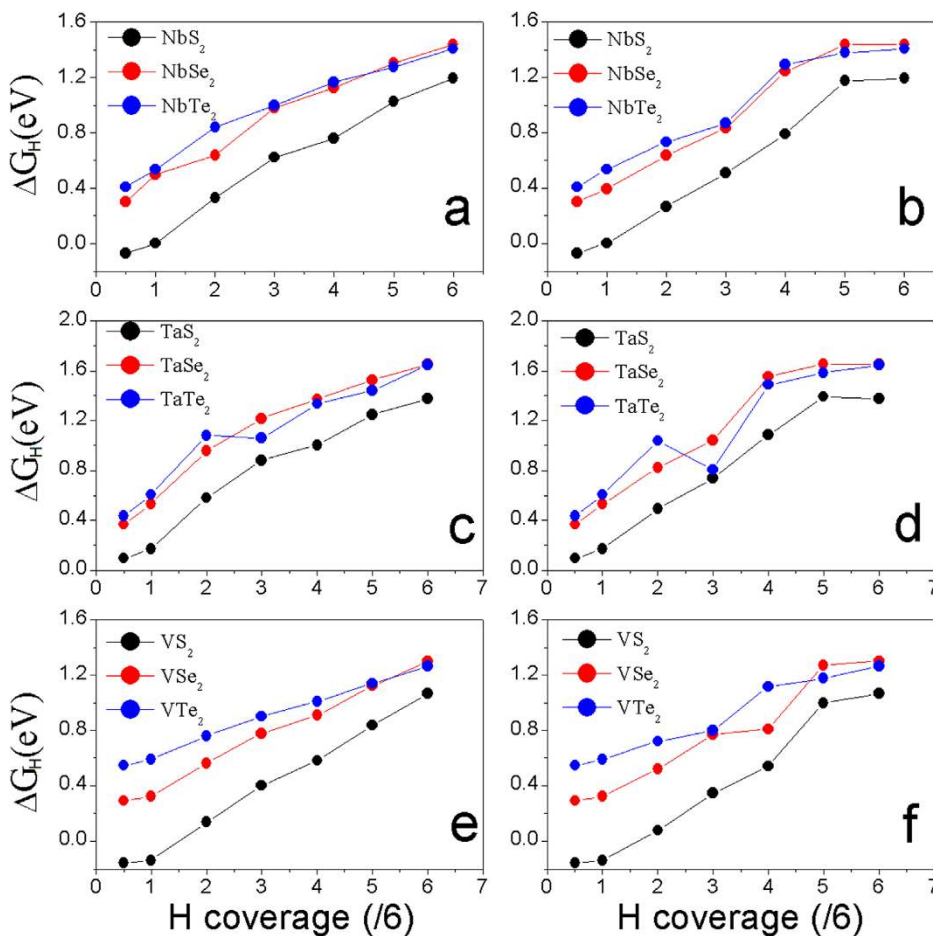 ΔG_H(eV)
1.6
1.2
0.8
0.4
0.0
NbS₂
NbSe₂
NbTe₂
a
0 1 2 3 4 5 6
1.6
1.2
0.8
0.4
0.0
NbS₂
NbSe₂
NbTe₂
b
0 1 2 3 4 5 6
ΔG_H(eV)
2.0
1.6
1.2
0.8
0.4
0.0
TaS₂
TaSe₂
TaTe₂
c
0 1 2 3 4 5 6 7
2.0
1.6
1.2
0.8
0.4
0.0
TaS₂
TaSe₂
TaTe₂
d
0 1 2 3 4 5 6 7
ΔG_H(eV)
1.6
1.2
0.8
0.4
0.0
VS₂
VSe₂
VTe₂
e
0 1 2 3 4 5 6 7
H coverage (/6)
1.6
1.2
0.8
0.4
0.0
VS₂
VSe₂
VTe₂
f
0 1 2 3 4 5 6 7
H coverage (/6)